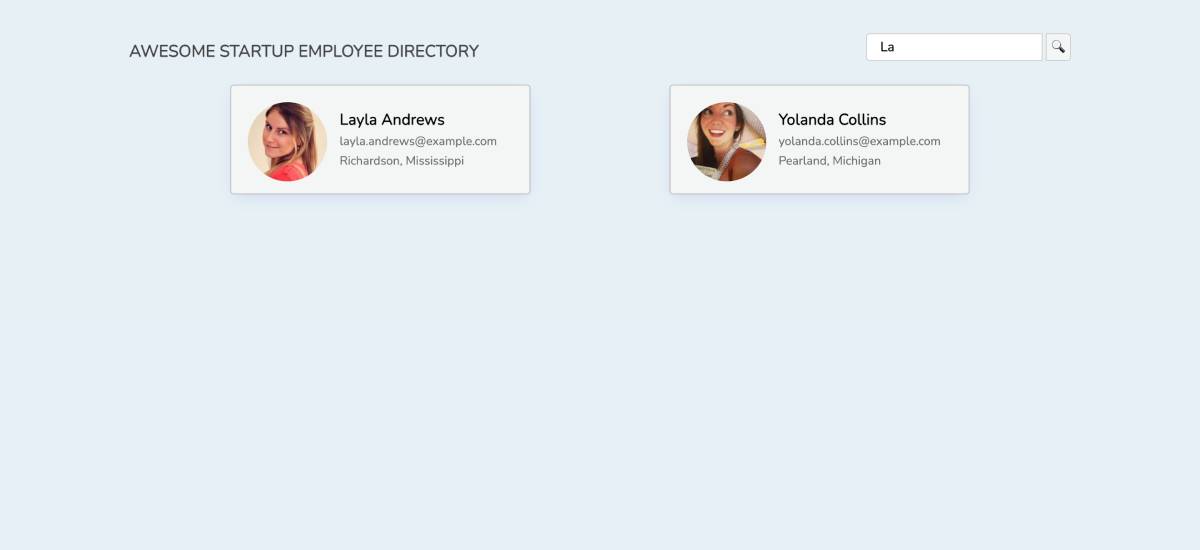 AWESOME STARTUP EMPLOYEE DIRECTORY
La
Layla Andrews
layla.andrews@example.com
Richardson, Mississippi
Yolanda Collins
yolanda.collins@example.com
Pearland, Michigan